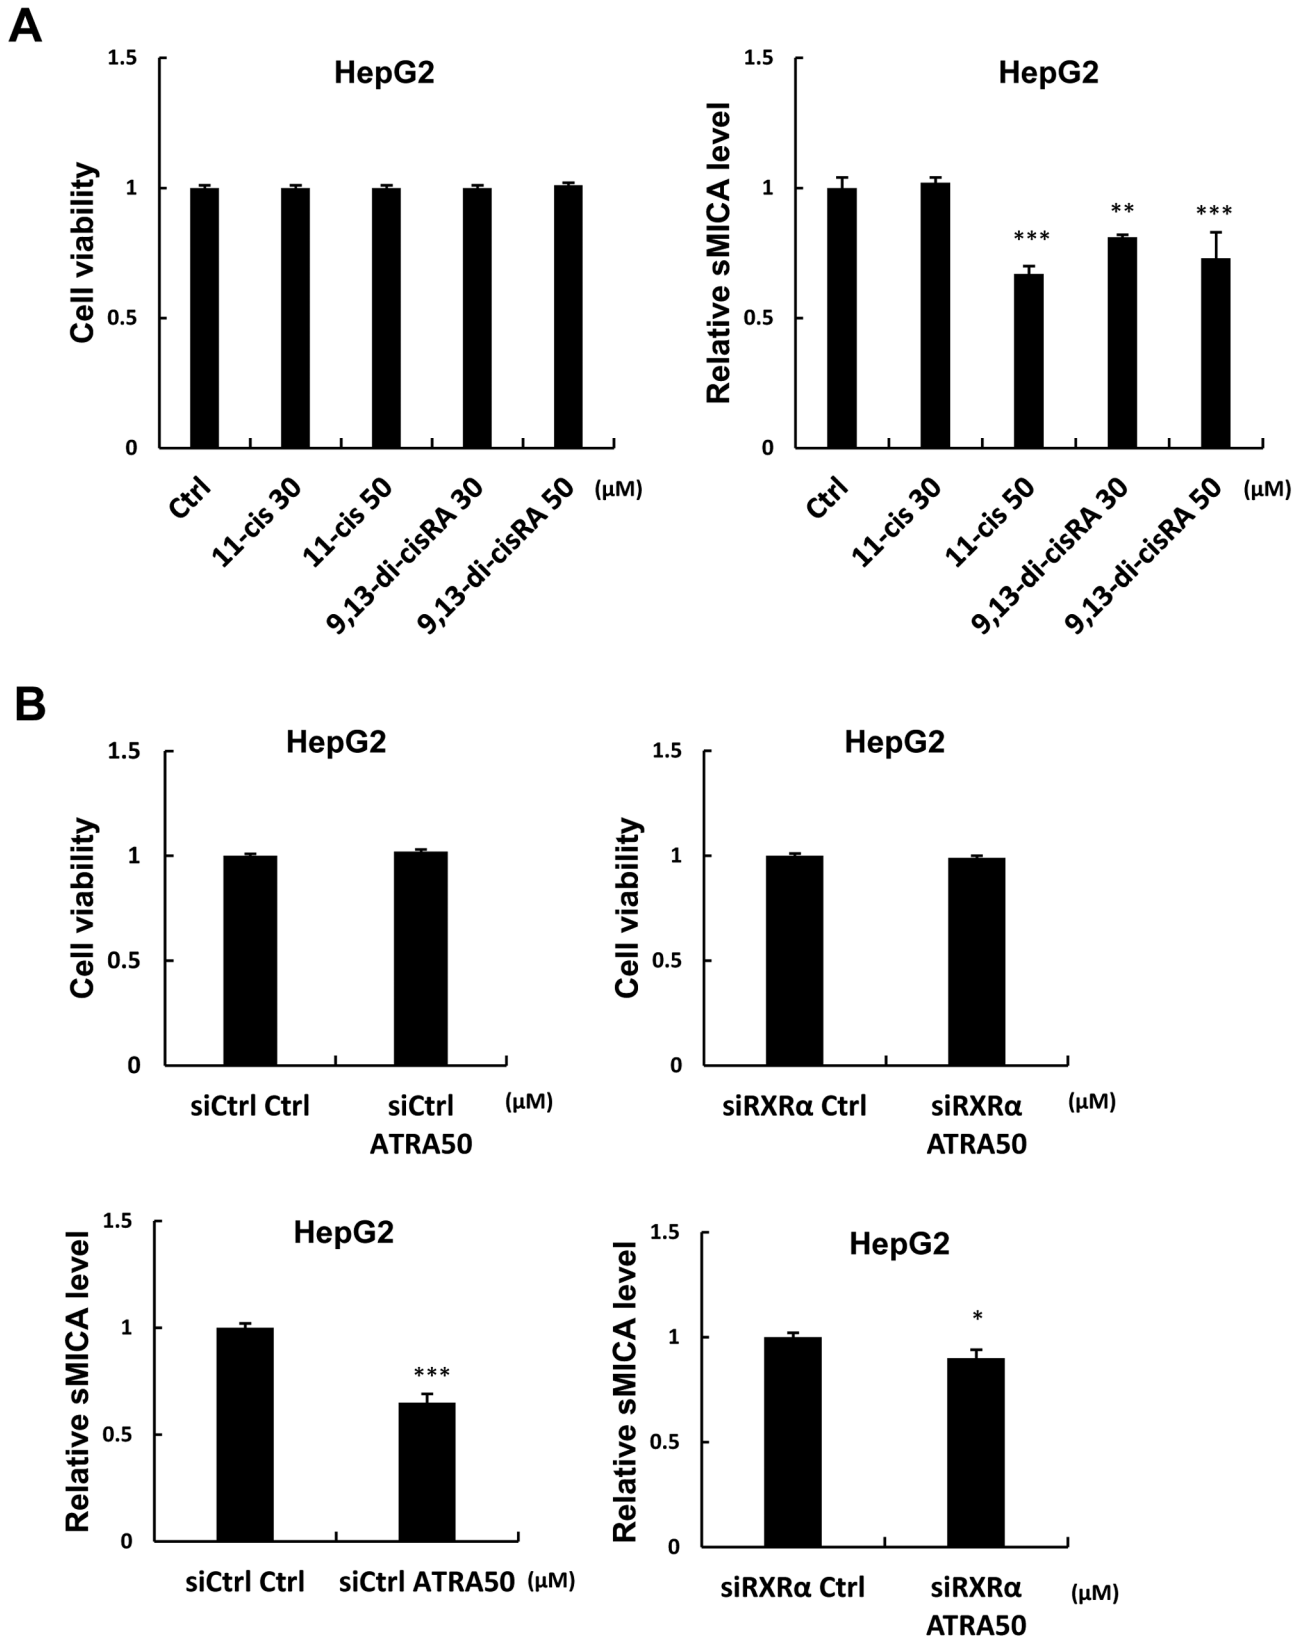 A
HepG2
Cell viability
1.5
1
0.5
0
Ctrl
11-cis 30
11-cis 50
9,13-di-cisRA 30
9,13-di-cisRA 50
(μM)
HepG2
Relative sMICA level
1.5
1
0.5
0
***
**
***
Ctrl
11-cis 30
11-cis 50
9,13-di-cisRA 30
9,13-di-cisRA 50
(μM)
B
HepG2
Cell viability
1.5
1
0.5
0
siCtrl Ctrl
siCtrl
ATRA50
(μM)
HepG2
Cell viability
1.5
1
0.5
0
siRXRα Ctrl
siRXRα
ATRA50
(μM)
HepG2
Relative sMICA level
1.5
1
0.5
0
***
siCtrl Ctrl
siCtrl ATRA50
(μM)
HepG2
Relative sMICA level
1.5
1
0.5
0
*
siRXRα Ctrl
siRXRα
ATRA50
(μM)